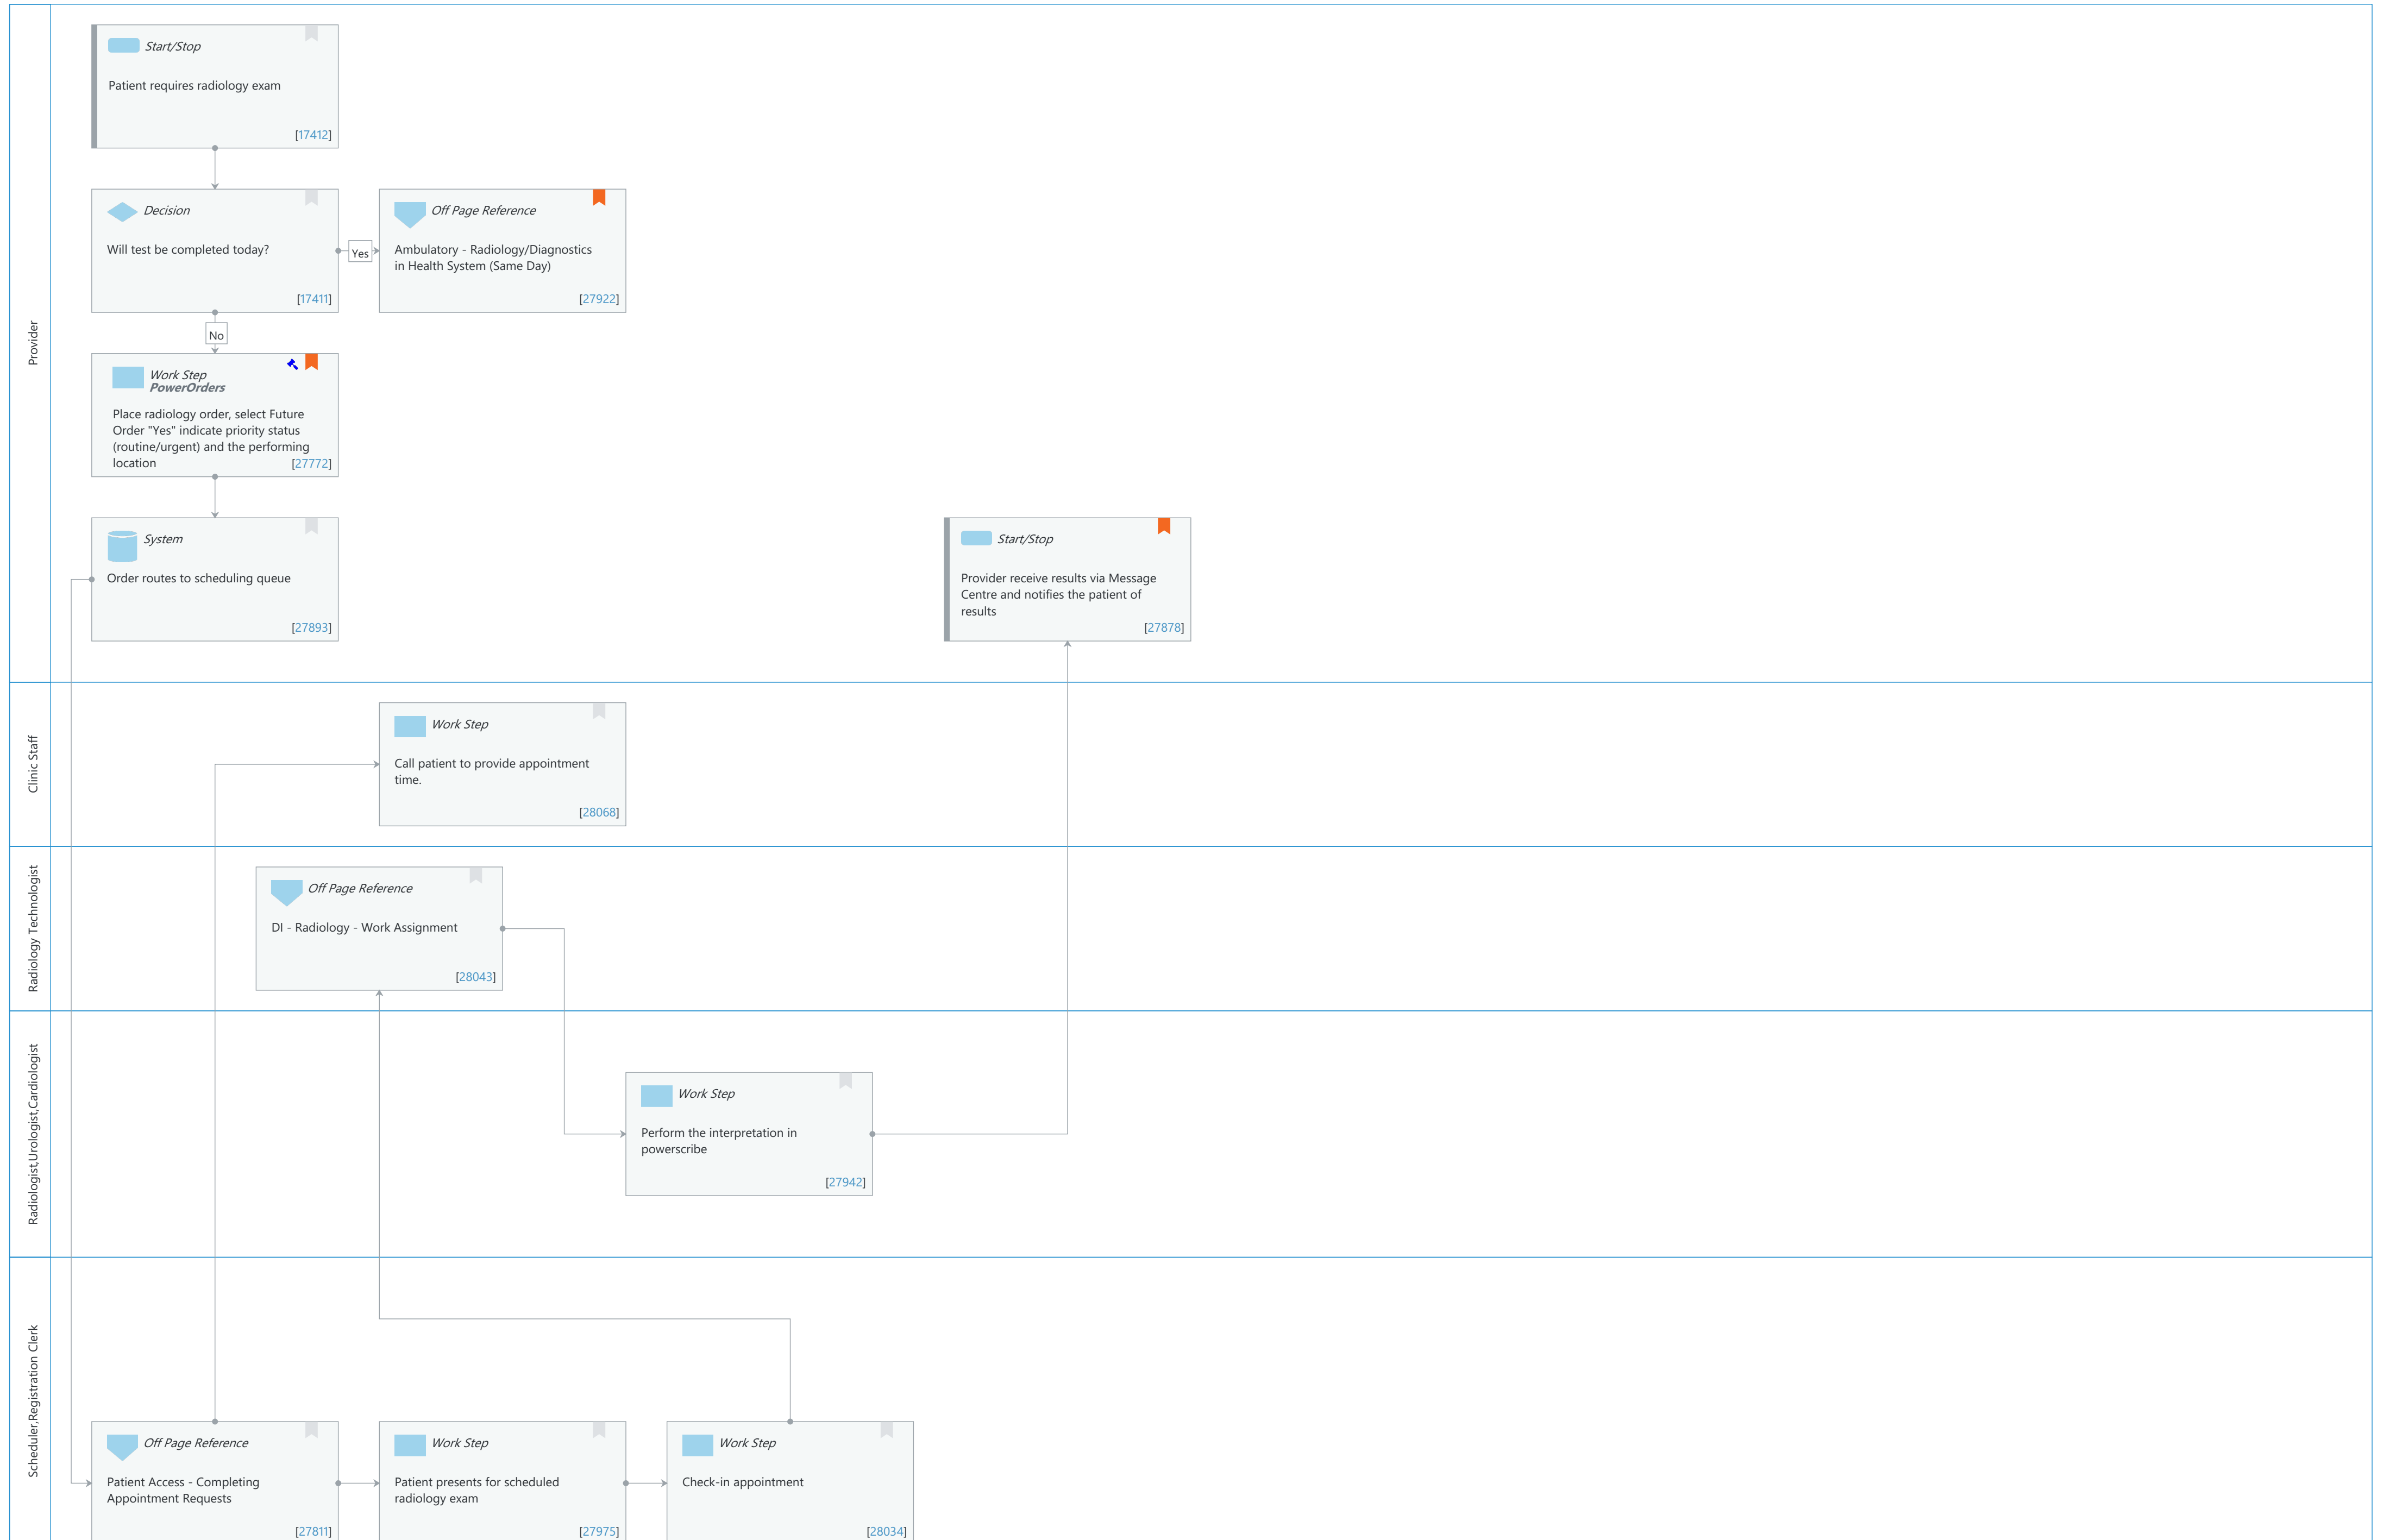 Provider
Start/Stop
Patient requires radiology exam
[17412]
Decision
Will test be completed today?
[17411]
Yes
Off Page Reference
Ambulatory - Radiology/Diagnostics
in Health System (Same Day)
[27922]
No
Work Step
PowerOrders
Place radiology order, select Future
Order "Yes" indicate priority status
(routine/urgent) and the performing
location
[27772]
System
Order routes to scheduling queue
[27893]
Start/Stop
Provider receive results via Message
Centre and notifies the patient of
results
[27878]
Clinic Staff
Work Step
Call patient to provide appointment
time.
[28068]
Radiology Technologist
Off Page Reference
DI - Radiology - Work Assignment
[28043]
Radiologist,Urologist,Cardiologist
Work Step
Perform the interpretation in
powerscribe
[27942]
Scheduler,Registration Clerk
Off Page Reference
Patient Access - Completing
Appointment Requests
[27811]
Work Step
Patient presents for scheduled
radiology exam
[27975]
Work Step
Check-in appointment
[28034]